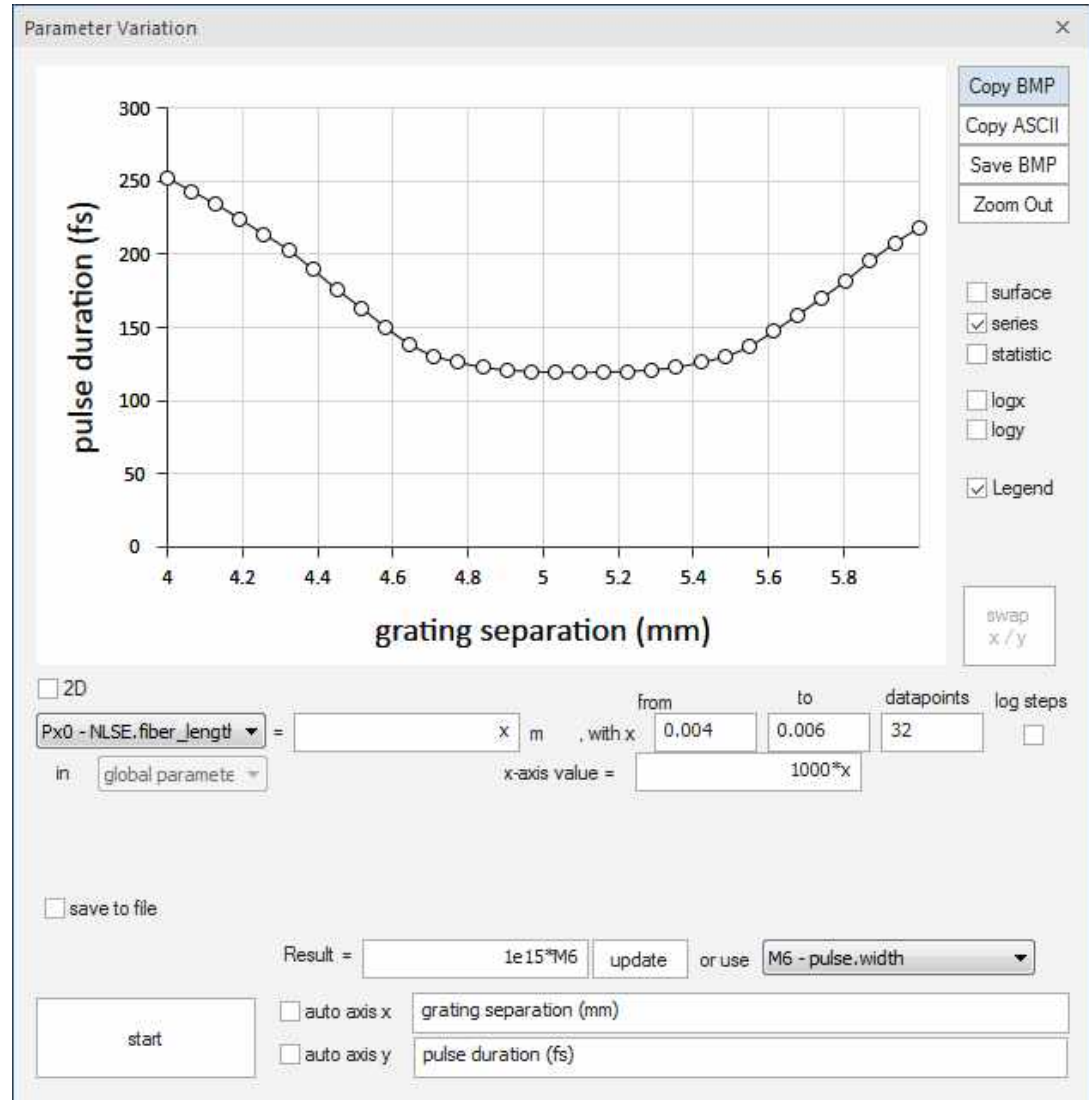 Parameter Variation
Copy BMP
Copy ASCII
Save BMP
Zoom Out
300
250
200
150
100
50
0
pulse duration (fs)
4 4.2 4.4 4.6 4.8 5 5.2 5.4 5.6 5.8
grating separation (mm)
surface
series
statistic
logx
logy
Legend
swap
x / y
2D
from to datapoints log steps
Px0 - NLSE.fiber_lengt = x m , with x 0.004 0.006 32
in global paramete x-axis value = 1000*x
save to file
Result = 1e15*M6 update or use M6 - pulse.width
start
auto axis x grating separation (mm)
auto axis y pulse duration (fs)